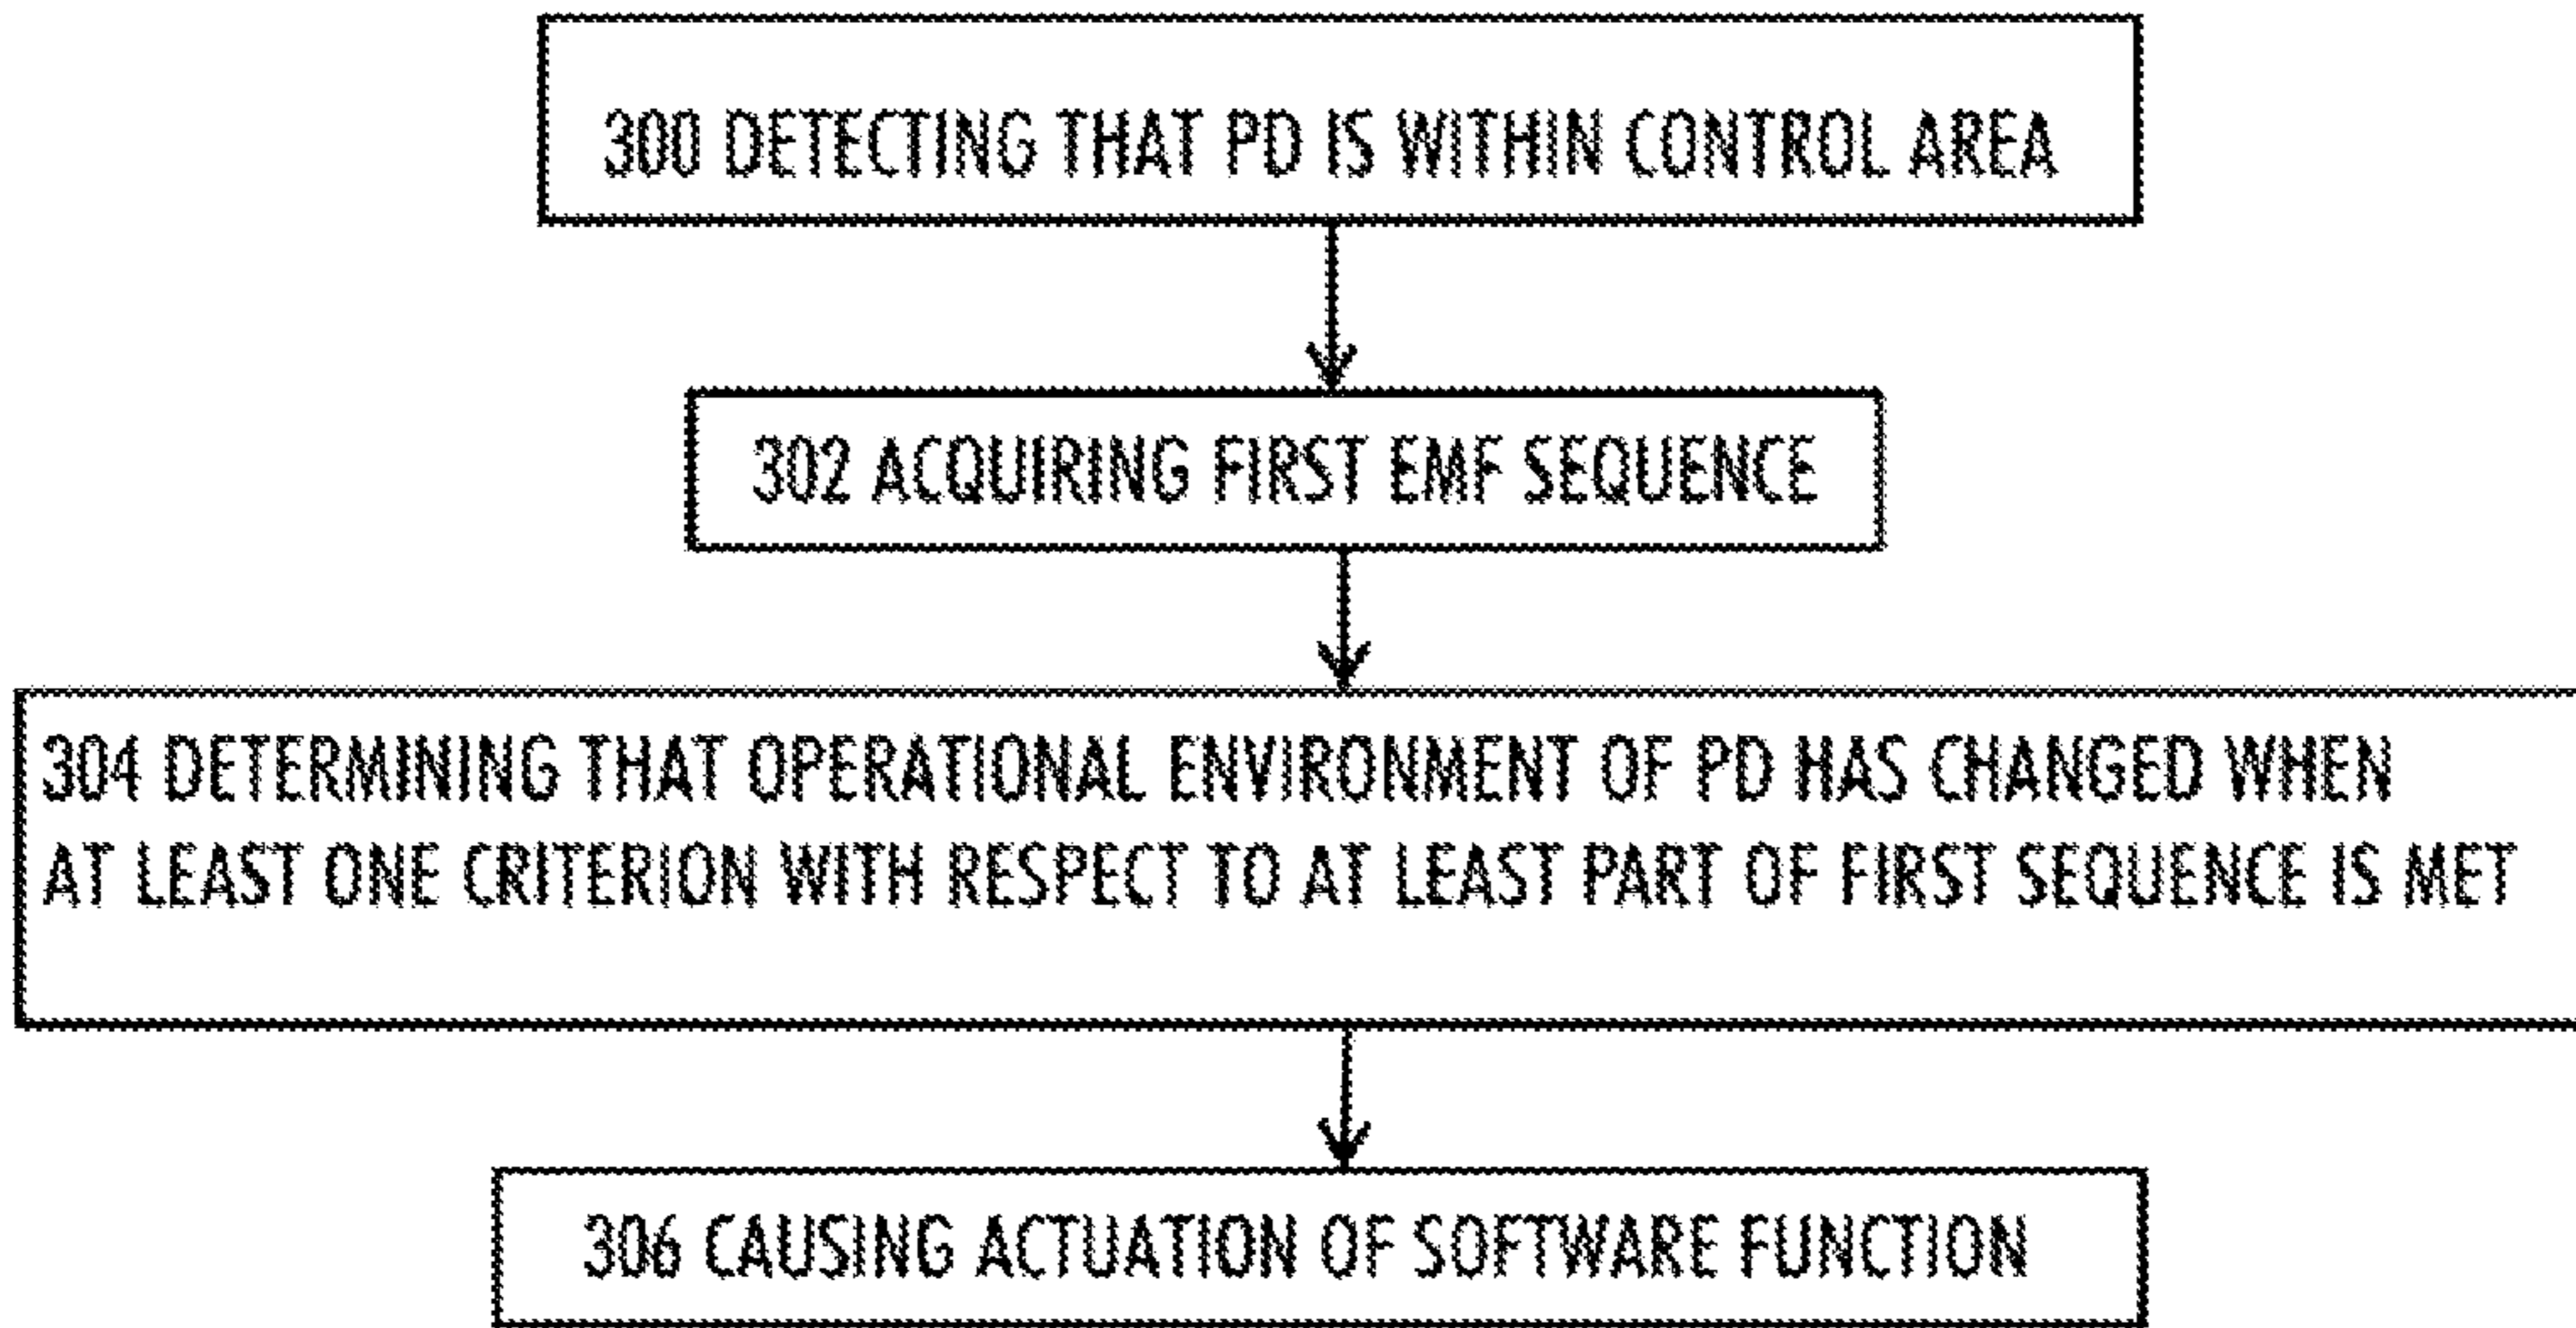 300 DETECTING THAT PD IS WITHIN CONTROL AREA
302 ACQUIRING FIRST EMF SEQUENCE
304 DETERMINING THAT OPERATIONAL ENVIRONMENT OF PD HAS CHANGED WHEN
AT LEAST ONE CRITERION WITH RESPECT TO AT LEAST PART OF FIRST SEQUENCE IS MET
306 CAUSING ACTUATION OF SOFTWARE FUNCTION